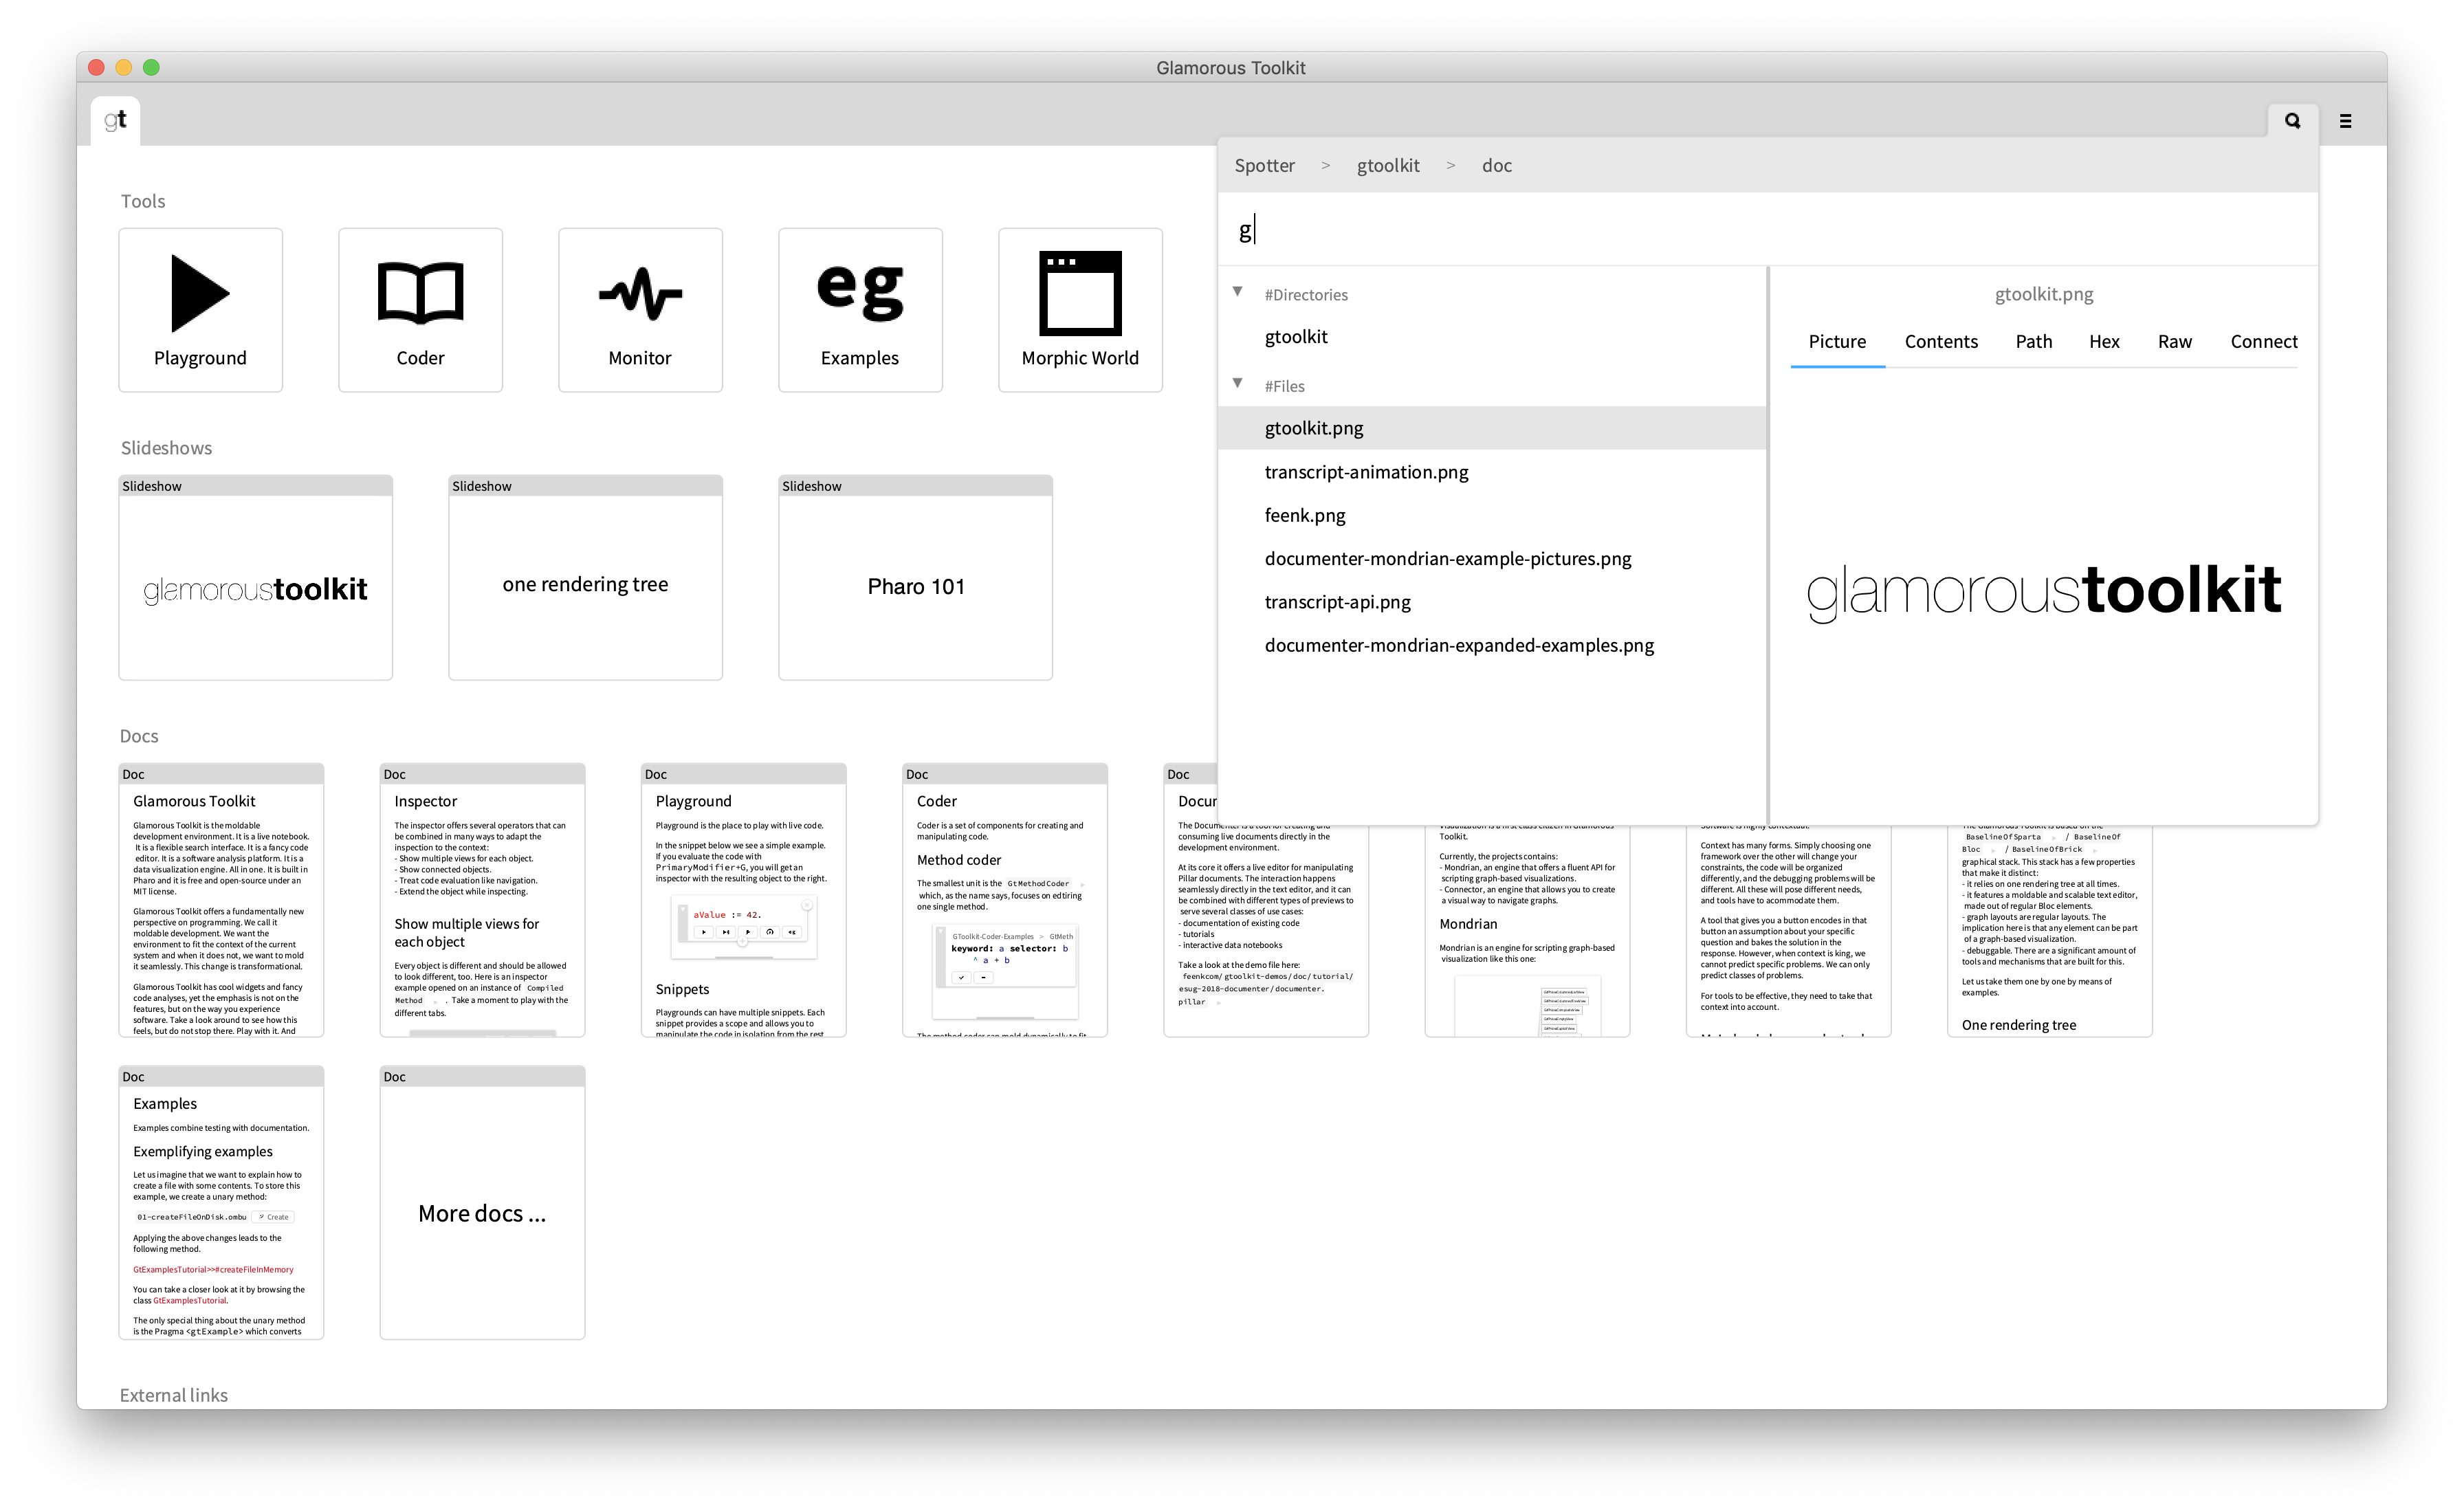 Glamorous Toolkit
gt
Spotter > gtoolkit > doc
g
#Directories
gtoolkit
#Files
gtoolkit.png
transcript-animation.png
feenk.png
documenter-mondrian-example-pictures.png
transcript-api.png
documenter-mondrian-expanded-examples.png
gtoolkit.png
Picture Contents Path Hex Raw Connect
glamoroustoolkit
Tools
Playground
Coder
Monitor
eg
Examples
Morphic World
Slideshows
Slideshow
glamoroustoolkit
Slideshow
one rendering tree
Slideshow
Pharo 101
Docs
Doc
Glamorous Toolkit
Glamorous Toolkit is the moldable
development environment. It is a live notebook.
It is a flexible search interface. It is a fancy code
editor. It is a software analysis platform. It is a
data visualization engine. All in one. It is built in
Pharo and it is free and open-source under an
MIT license.
Glamorous Toolkit offers a fundamentally new
perspective on programming. We call it
moldable development. We want the
environment to fit the context of the current
system and when it does not, we want to mold
it seamlessly. This change is transformational.
Glamorous Toolkit has cool widgets and fancy
code analyses, yet the emphasis is not on the
features, but on the way you experience
software. Take a look around to see how this
feels, but do not stop there. Play with it. And
Doc
Inspector
The inspector offers several operators that can
be combined in many ways to adapt the
inspection to the context:
- Show multiple views for each object.
- Show connected objects.
- Treat code evaluation like navigation.
- Extend the object while inspecting.
Show multiple views for
each object
Every object is different and should be allowed
to look different, too. Here is an inspector
example opened on an instance of Compiled
Method . Take a moment to play with the
different tabs.
Doc
Playground
Playground is the place to play with live code.
In the snippet below we see a simple example.
If you evaluate the code with
PrimaryModifier+G, you will get an
inspector with the resulting object to the right.
aValue := 42.
Snippets
Playgrounds can have multiple snippets. Each
snippet provides a scope and allows you to
manipulate the code in isolation from the rest
Doc
Coder
Coder is a set of components for creating and
manipulating code.
Method coder
The smallest unit is the GtMethodCoder
which, as the name says, focuses on edtiring
one single method.
GToolkit-Coder-Examples > GtMeth
keyword: a selector: b
^ a + b
The method coder can mold dynamically to fit
Doc
Docur
The Documenter is a tool for creating and
consuming live documents directly in the
development environment.
At its core it offers a live editor for manipulating
Pillar documents. The interaction happens
seamlessly directly in the text editor, and it can
be combined with different types of previews to
serve several classes of use cases:
- documentation of existing code
- tutorials
- interactive data notebooks
Take a look at the demo file here:
feenkcom/gtoolkit-demos/doc/tutorial/
esug-2018-documenter/documenter.
pillar
Visualization is a first class citizen in Glamorous
Toolkit.
Currently, the projects contains:
- Mondrian, an engine that offers a fluent API for
scripting graph-based visualizations.
- Connector, an engine that allows you to create
a visual way to navigate graphs.
Mondrian
Mondrian is an engine for scripting graph-based
visualization like this one:
Software is highly contextual.
Context has many forms. Simply choosing one
framework over the other will change your
constraints, the code will be organized
differently, and the debugging problems will be
different. All these will pose different needs,
and tools have to acommodate them.
A tool that gives you a button encodes in that
button an assumption about your specific
question and bakes the solution in the
response. However, when context is king, we
cannot predict specific problems. We can only
predict classes of problems.
For tools to be effective, they need to take that
context into account.
The Glamorous Toolkit is based on the
BaselineOfSparta / BaselineOf
Bloc / BaselineOfBrick
graphical stack. This stack has a few properties
that make it distinct:
- it relies on one rendering tree at all times.
- it features a moldable and scalable text editor,
made out of regular Bloc elements.
- graph layouts are regular layouts. The
implication here is that any element can be part
of a graph-based visualization.
- debuggable. There are a significant amount of
tools and mechanisms that are built for this.
Let us take them one by one by means of
examples.
One rendering tree
Doc
Examples
Examples combine testing with documentation.
Exemplifying examples
Let us imagine that we want to explain how to
create a file with some contents. To store this
example, we create a unary method:
01-createFileOnDisk.ombu Create
Applying the above changes leads to the
following method.
GtExamplesTutorial>>#createFileInMemory
You can take a closer look at it by browsing the
class GtExamplesTutorial.
The only special thing about the unary method
is the Pragma <gtExample> which converts
Doc
More docs ...
External links